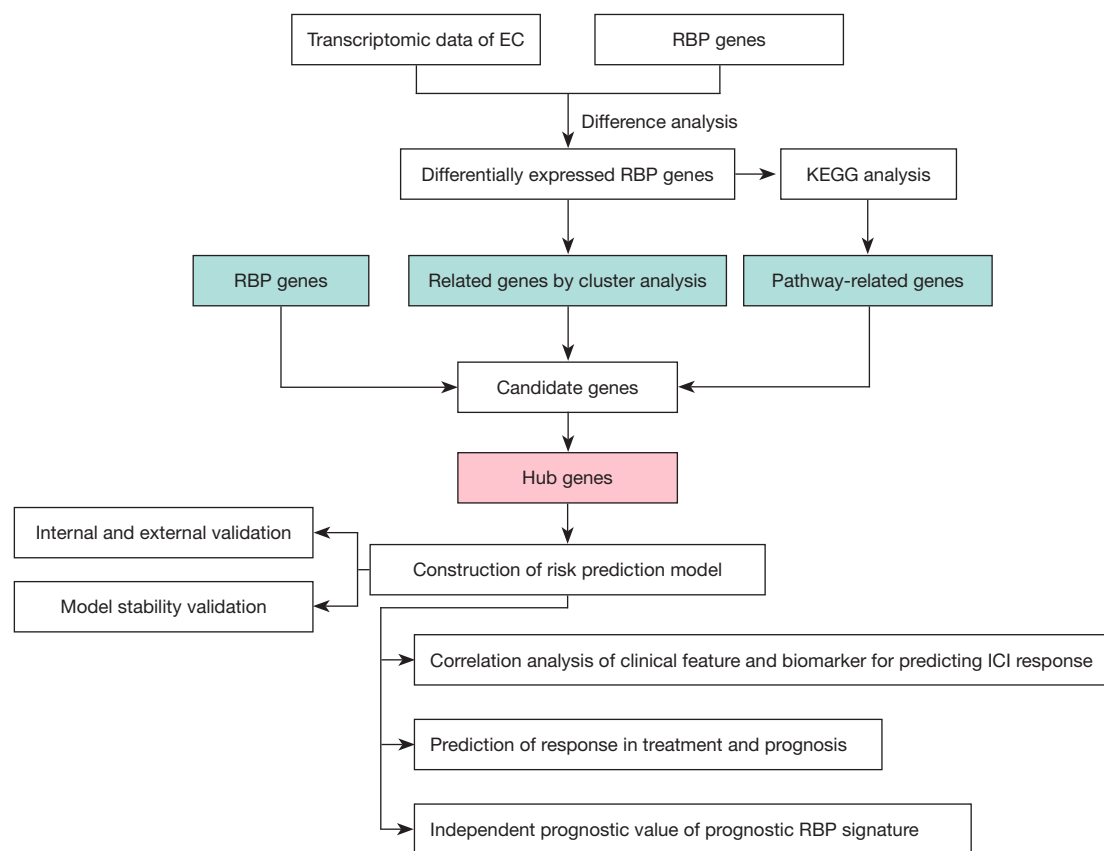 Transcriptomic data of EC
RBP genes
Difference analysis
Differentially expressed RBP genes
KEGG analysis
RBP genes
Related genes by cluster analysis
Pathway-related genes
Candidate genes
Hub genes
Internal and external validation
Construction of risk prediction model
Model stability validation
Correlation analysis of clinical feature and biomarker for predicting ICI response
Prediction of response in treatment and prognosis
Independent prognostic value of prognostic RBP signature